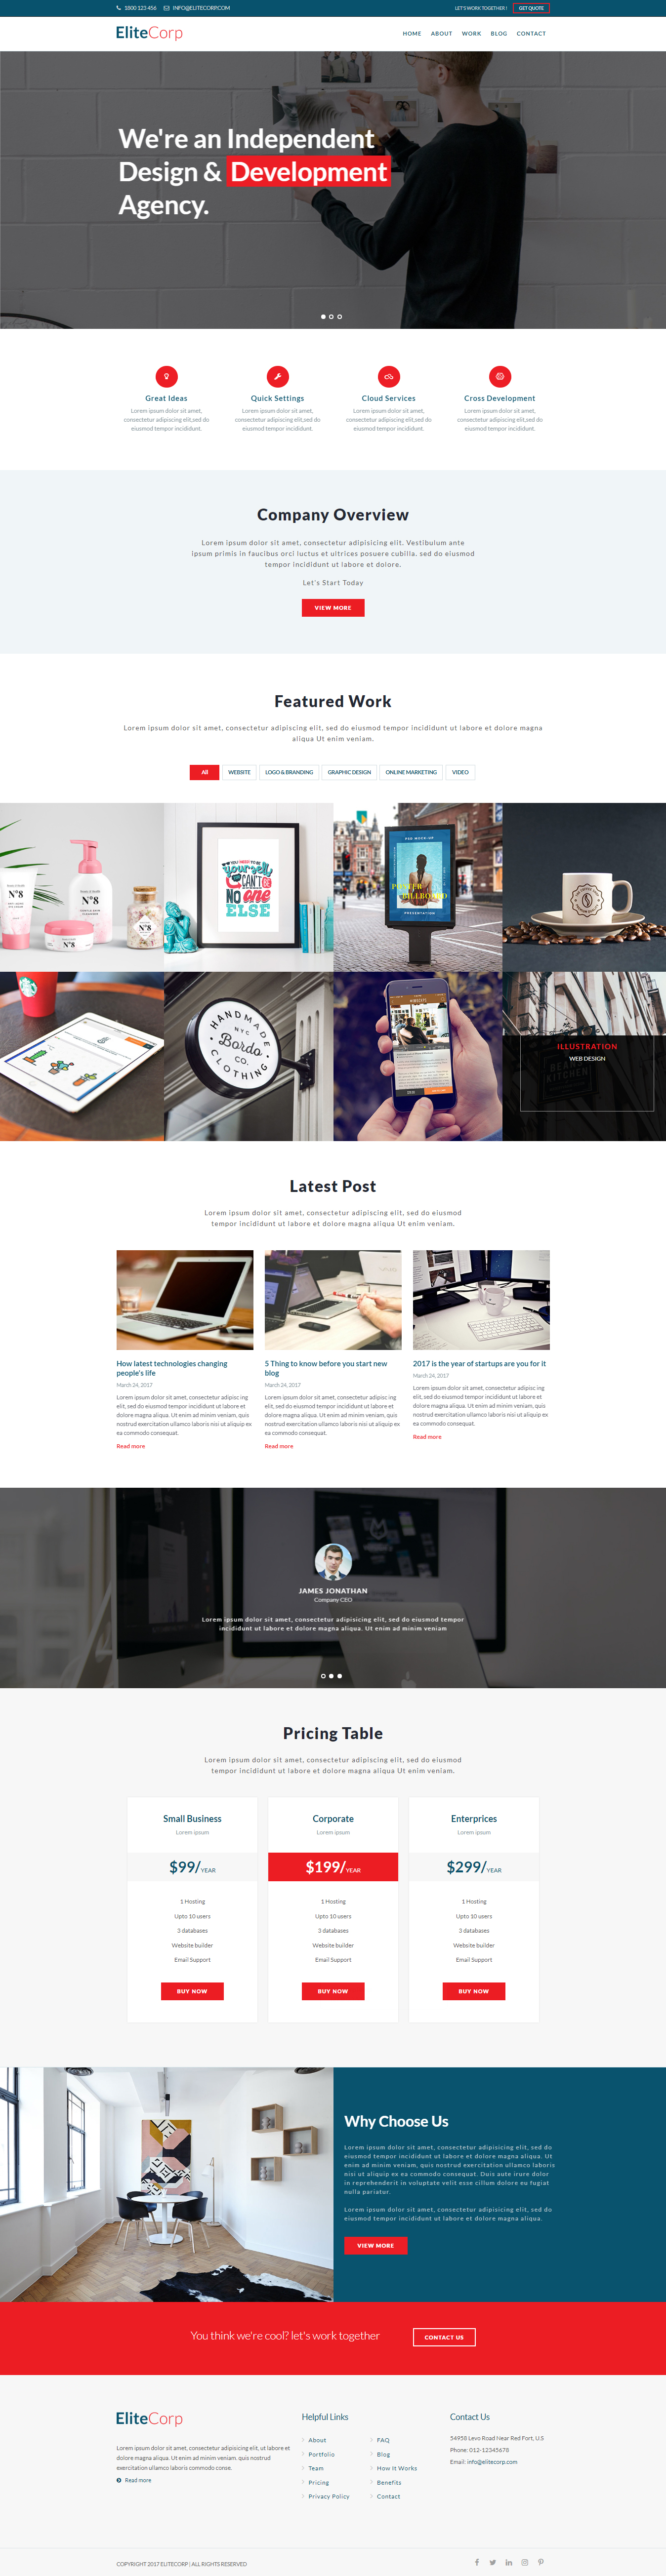 1800 123 456 INFO@ELITECORP.COM
LET'S WORK TOGETHER ! GET QUOTE
EliteCorp
HOME ABOUT WORK BLOG CONTACT
We're an Independent
Design & Development
Agency.
Great Ideas
Lorem ipsum dolor sit amet,
consectetur adipiscing elit,sed do
eiusmod tempor incididunt.
Quick Settings
Lorem ipsum dolor sit amet,
consectetur adipiscing elit,sed do
eiusmod tempor incididunt.
Cloud Services
Lorem ipsum dolor sit amet,
consectetur adipiscing elit,sed do
eiusmod tempor incididunt.
Cross Development
Lorem ipsum dolor sit amet,
consectetur adipiscing elit,sed do
eiusmod tempor incididunt.
Company Overview
Lorem ipsum dolor sit amet, consectetur adipisicing elit. Vestibulum ante
ipsum primis in faucibus orci luctus et ultrices posuere cubilia. sed do eiusmod
tempor incididunt ut labore et dolore.
Let's Start Today
VIEW MORE
Featured Work
Lorem ipsum dolor sit amet, consectetur adipiscing elit, sed do eiusmod tempor incididunt ut labore et dolore magna
aliqua Ut enim veniam.
All WEBSITE LOGO & BRANDING GRAPHIC DESIGN ONLINE MARKETING VIDEO
N°8
N°8
N°8
N°8
YOU NEED TO BE
yourself
CAN'T BE
NO one
ELSE
PSD MOCK-UP
POSTER
BILLBOARD
PRESENTATION
HANDMADE
NYC
Bordo
CO.
CLOTHING
ILLUSTRATION
WEB DESIGN
Latest Post
Lorem ipsum dolor sit amet, consectetur adipiscing elit, sed do eiusmod
tempor incididunt ut labore et dolore magna aliqua Ut enim veniam.
How latest technologies changing
people's life
March 24, 2017
Lorem ipsum dolor sit amet, consectetur adipisc ing
elit, sed do eiusmod tempor incididunt ut labore et
dolore magna aliqua. Ut enim ad minim veniam, quis
nostrud exercitation ullamco laboris nisi ut aliquip ex
ea commodo consequat.
Read more
5 Thing to know before you start new
blog
March 24, 2017
Lorem ipsum dolor sit amet, consectetur adipisc ing
elit, sed do eiusmod tempor incididunt ut labore et
dolore magna aliqua. Ut enim ad minim veniam, quis
nostrud exercitation ullamco laboris nisi ut aliquip ex
ea commodo consequat.
Read more
2017 is the year of startups are you for it
March 24, 2017
Lorem ipsum dolor sit amet, consectetur adipisc ing
elit, sed do eiusmod tempor incididunt ut labore et
dolore magna aliqua. Ut enim ad minim veniam, quis
nostrud exercitation ullamco laboris nisi ut aliquip ex
ea commodo consequat.
Read more
JAMES JONATHAN
Company CEO
Lorem ipsum dolor sit amet, consectetur adipisicing elit, sed do eiusmod tempor
incididunt ut labore et dolore magna aliqua. Ut enim ad minim veniam
Pricing Table
Lorem ipsum dolor sit amet, consectetur adipiscing elit, sed do eiusmod
tempor incididunt ut labore et dolore magna aliqua Ut enim veniam.
Small Business
Lorem ipsum
$99/YEAR
1 Hosting
Upto 10 users
3 databases
Website builder
Email Support
BUY NOW
Corporate
Lorem ipsum
$199/YEAR
1 Hosting
Upto 10 users
3 databases
Website builder
Email Support
BUY NOW
Enterprices
Lorem ipsum
$299/YEAR
1 Hosting
Upto 10 users
3 databases
Website builder
Email Support
BUY NOW
Why Choose Us
Lorem ipsum dolor sit amet, consectetur adipisicing elit, sed do
eiusmod tempor incididunt ut labore et dolore magna aliqua. Ut
enim ad minim veniam, quis nostrud exercitation ullamco laboris
nisi ut aliquip ex ea commodo consequat. Duis aute irure dolor
in reprehenderit in voluptate velit esse cillum dolore eu fugiat
nulla pariatur.
Lorem ipsum dolor sit amet, consectetur adipisicing elit, sed do
eiusmod tempor incididunt ut labore et dolore magna aliqua.
VIEW MORE
You think we're cool? let's work together
CONTACT US
EliteCorp
Lorem ipsum dolor sit amet, consectetur adipisicing elit, ut labore et
dolore magna aliqua. Ut enim ad minim veniam. quis nostrud
exercitation ullamco laboris commodo conse.
Read more
Helpful Links
About
Portfolio
Team
Pricing
Privacy Policy
FAQ
Blog
How It Works
Benefits
Contact
Contact Us
54958 Levo Road Near Red Fort, U.S
Phone: 012-12345678
Email: info@elitecorp.com
COPYRIGHT 2017 ELITECORP | ALL RIGHTS RESERVED